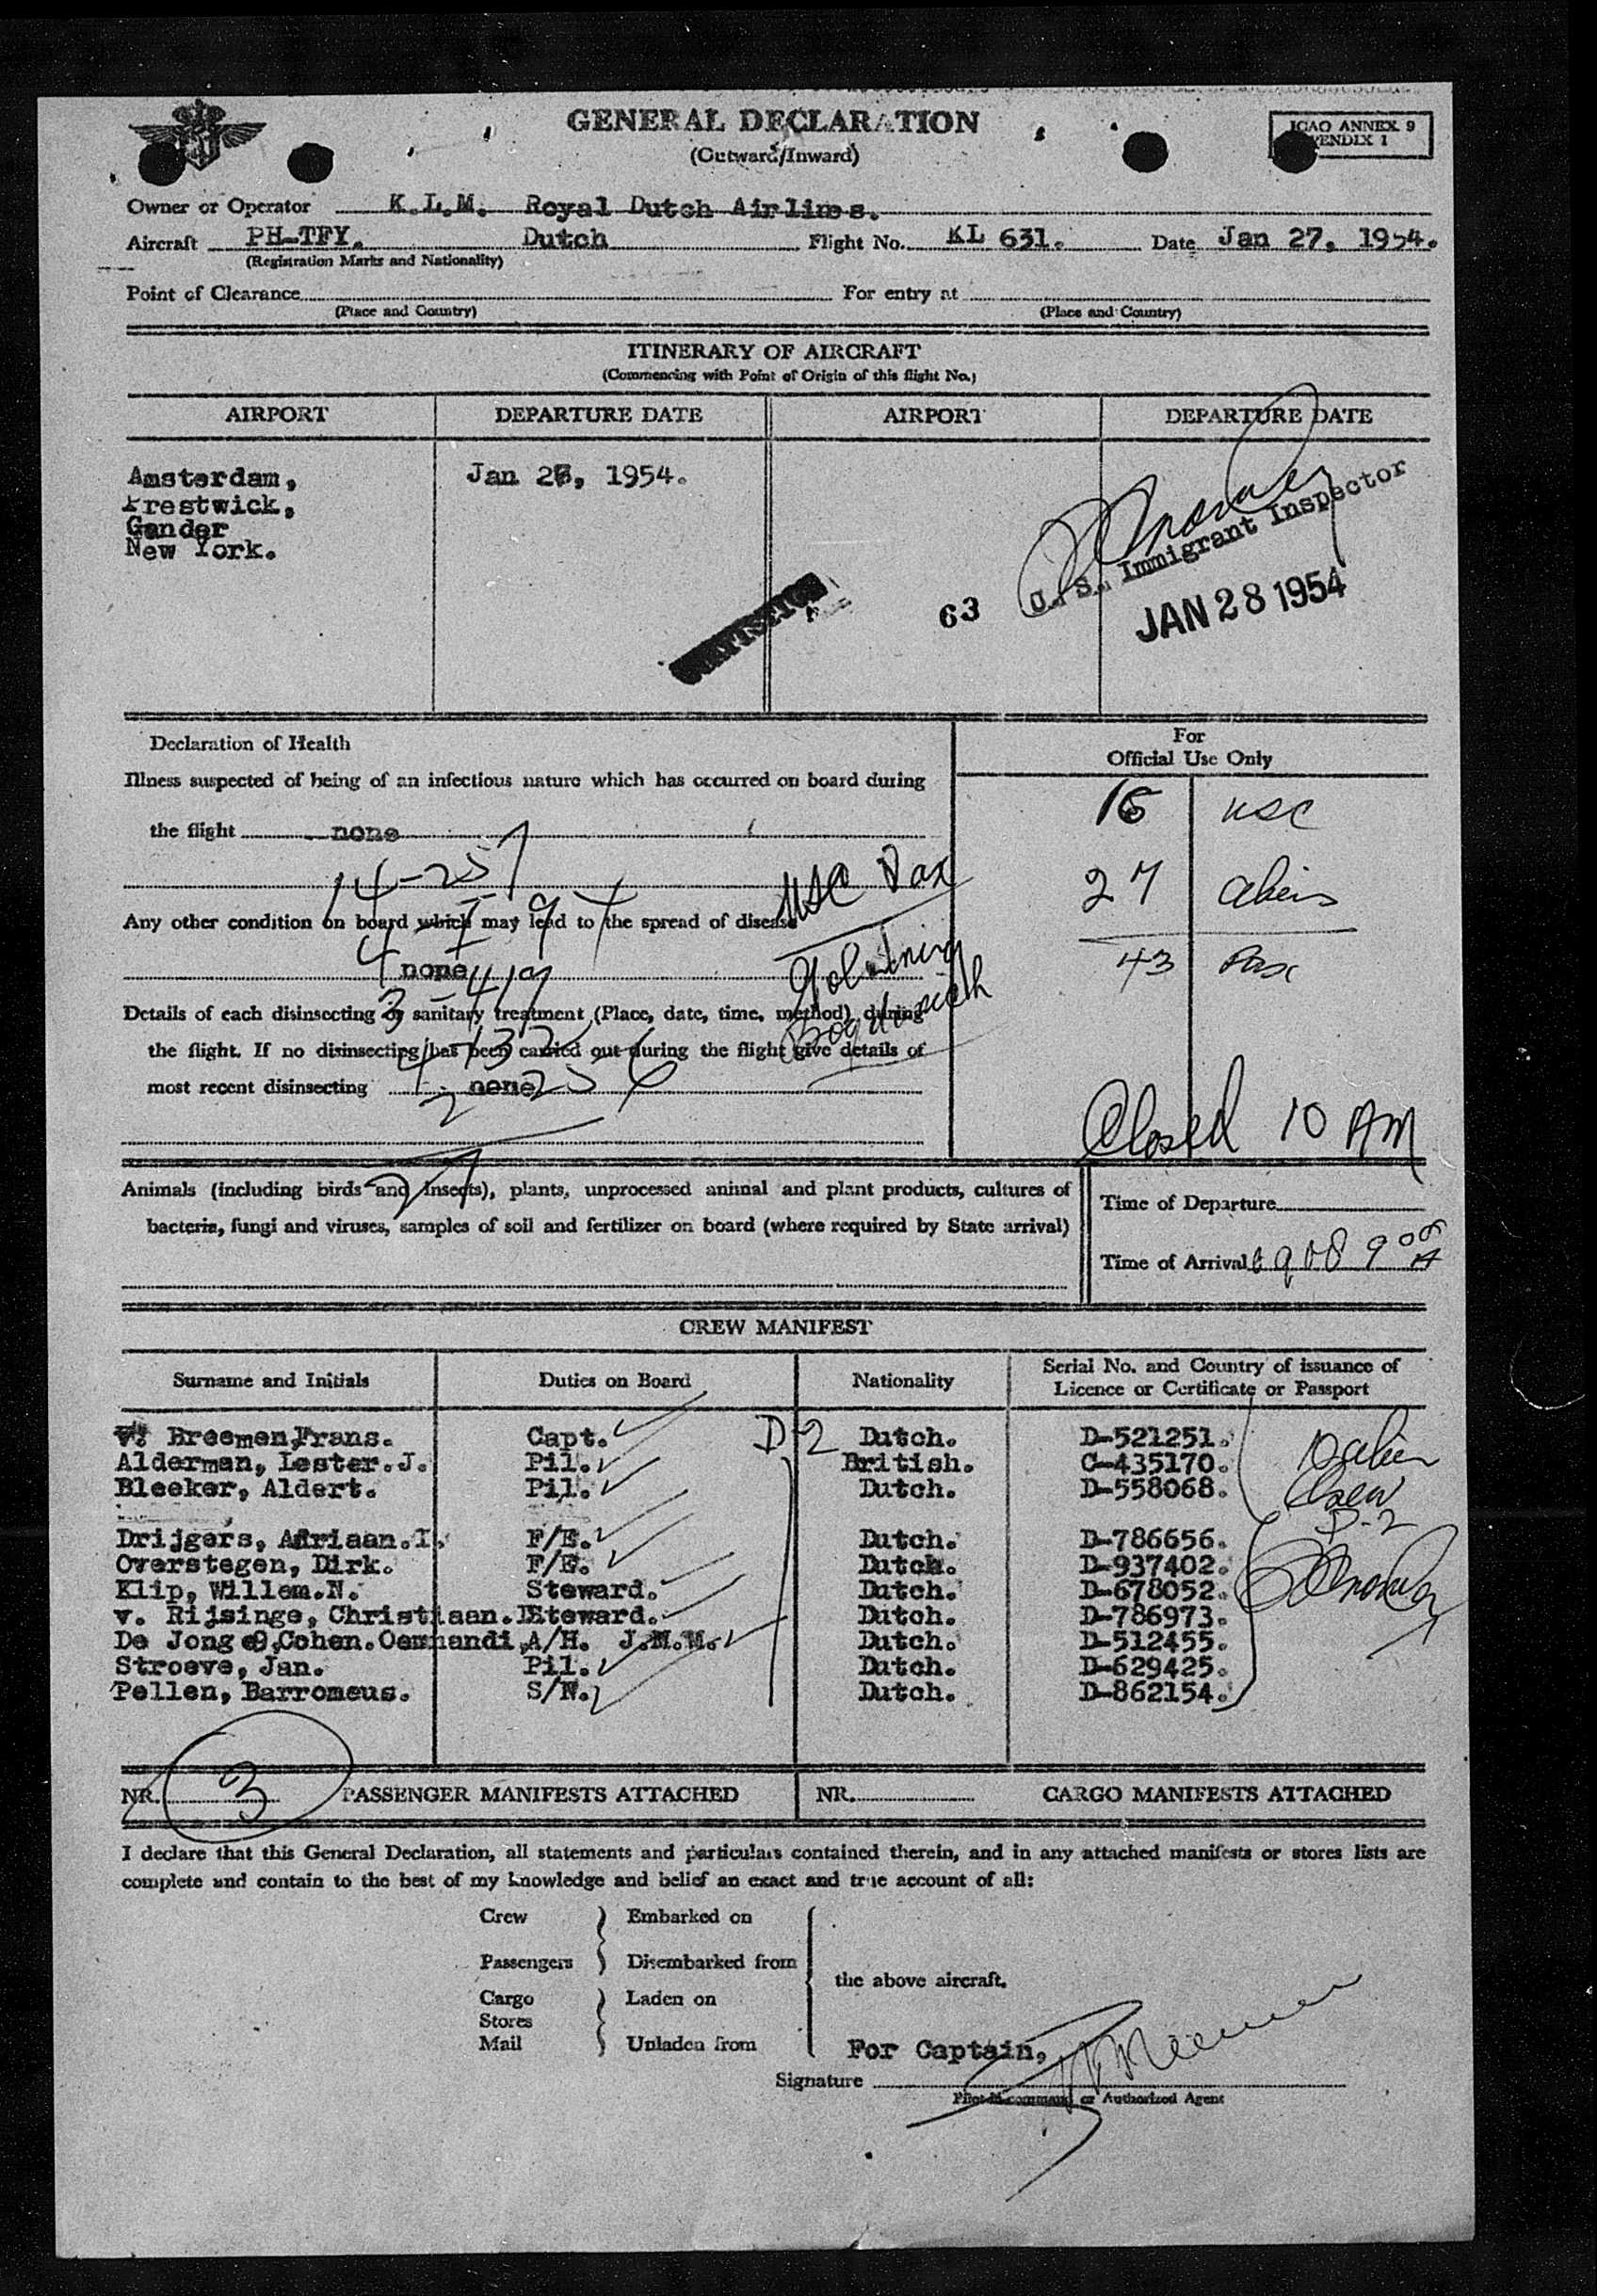 GENERAL DECLARATION
(Outward/Inward)
ICAO ANNEX 9
Owner or Operator K.L.M. Royal Dutch Airlines.
Aircraft PH-TFY. Dutch Flight No. KL 631. Date Jan 27, 1954.
(Registration Marks and Nationality)
Point of Clearance For entry at
(Place and Country) (Place and Country)
ITINERARY OF AIRCRAFT
(Commencing with Point of Origin of this flight No.)
AIRPORT DEPARTURE DATE AIRPORT DEPARTURE DATE
Amsterdam, Jan 27, 1954.
Prestwick,
Gander
New York.
63 U. S. Immigrant Inspector
JAN 28 1954
Declaration of Health
For
Official Use Only
Illness suspected of being of an infectious nature which has occurred on board during
the flight none
16 USC
27 aliens
43 Pax
USC Pax
Any other condition on board which may lead to the spread of disease
none
Details of each disinsecting or sanitary treatment (Place, date, time, method) during
the flight. If no disinsecting has been carried out during the flight give details of
most recent disinsecting none
Closed 10 AM
Animals (including birds and insects), plants, unprocessed animal and plant products, cultures of
bacteria, fungi and viruses, samples of soil and fertilizer on board (where required by State arrival)
Time of Departure
Time of Arrival
CREW MANIFEST
Surname and Initials Duties on Board Nationality Serial No. and Country of issuance of
Licence or Certificate or Passport
v. Breemen,Frans. Capt. D-2 Dutch. D-521251.
Alderman, Lester.J. Pil. British. C-435170.
Bleeker, Aldert. Pil. Dutch. D-558068.
10 alien
Crew
D-2
Drijgers, Adriaan.I. F/E. Dutch. D-786656.
Overstegen, Dirk. F/E. Dutch. D-937402.
Klip, Willem.N. Steward. Dutch. D-678052.
v. Rijsinge, Christiaan. Steward. Dutch. D-786973.
De Jong Cohen. A/H. J.M.M. Dutch. D-512455.
Stroeve, Jan. Pil. Dutch. D-629425.
Pellen, Barromeus. S/N. Dutch. D-862154.
NR. 3 PASSENGER MANIFESTS ATTACHED NR. CARGO MANIFESTS ATTACHED
I declare that this General Declaration, all statements and particulars contained therein, and in any attached manifests or stores lists are
complete and contain to the best of my knowledge and belief an exact and true account of all:
Crew Embarked on
Passengers Disembarked from
the above aircraft.
Cargo Laden on
Stores
Mail Unladen from
For Captain,
Signature
Pilot-in-command or Authorized Agent